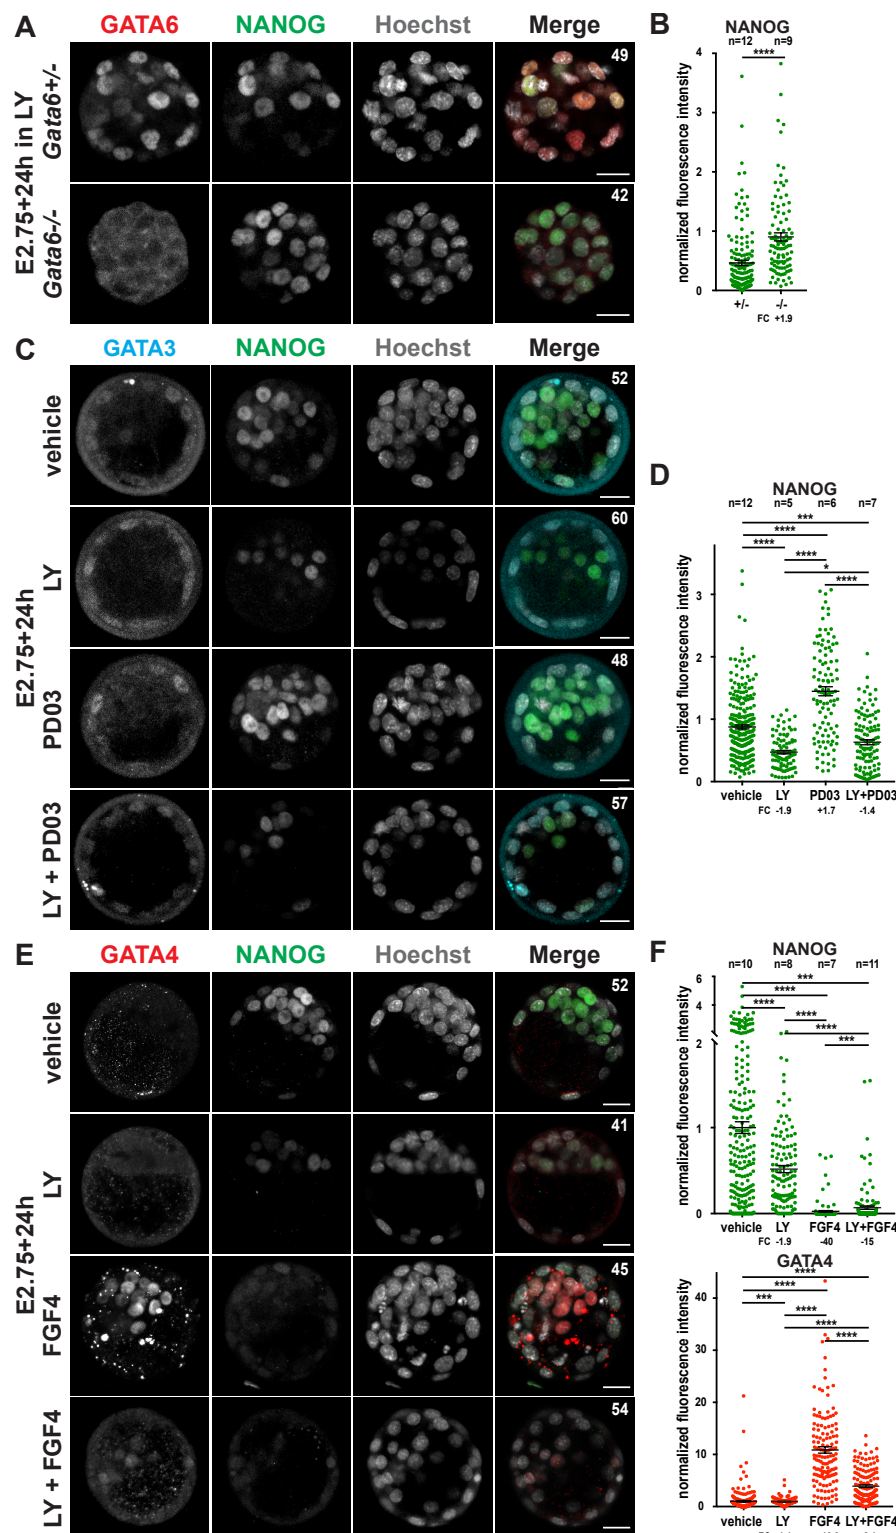 A
GATA6 NANOG Hoechst Merge
E2.75+24h in LY
Gata6+/-
49
Gata6-/-
42
B
NANOG
n=12 n=9
****
normalized fluorescence intensity
4
3
2
1
0
+/- -/-
FC +1.9
C
GATA3 NANOG Hoechst Merge
E2.75+24h
vehicle
52
LY
60
PD03
48
LY + PD03
57
D
NANOG
n=12 n=5 n=6 n=7
***
****
**** ****
*
****
normalized fluorescence intensity
3
2
1
0
vehicle LY PD03 LY+PD03
FC -1.9 +1.7 -1.4
E
GATA4 NANOG Hoechst Merge
E2.75+24h
vehicle
52
LY
41
FGF4
45
LY + FGF4
54
F
NANOG
n=10 n=8 n=7 n=11
***
****
****
****
****
***
normalized fluorescence intensity
6
4
2
2
1
0
vehicle LY FGF4 LY+FGF4
FC -1.9 -40 -15
GATA4
****
****
***
****
****
****
normalized fluorescence intensity
40
30
20
10
0
vehicle LY FGF4 LY+FGF4